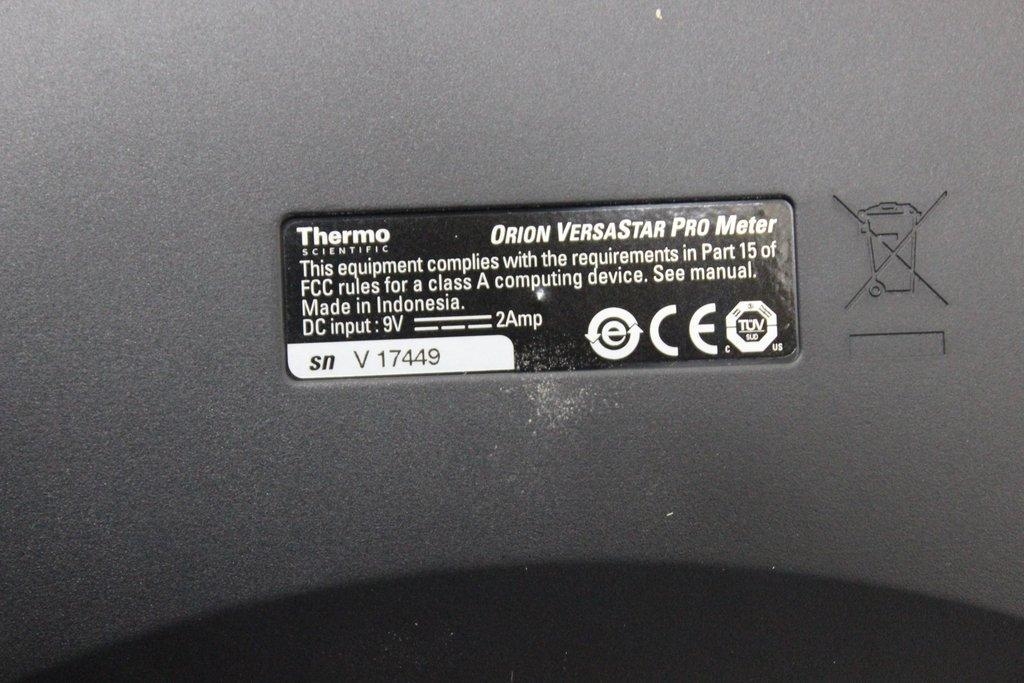 Thermo
SCIENTIFIC
ORION VERSASTAR PRO Meter
This equipment complies with the requirements in Part 15 of
FCC rules for a class A computing device. See manual.
Made in Indonesia.
DC input : 9V 2Amp
sn V 17449
e CE
TÜV
SÜD
C US